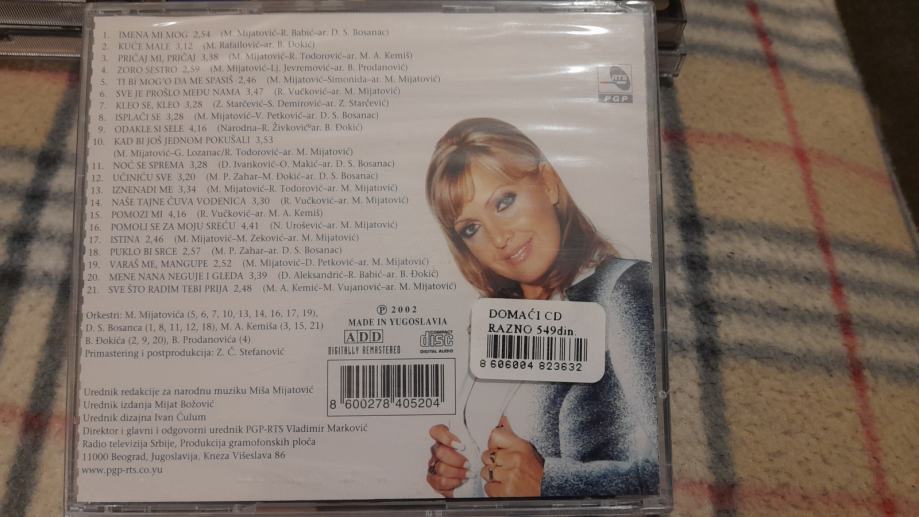 1. IMENA MI MOG 2,54 (M. Mijatović–R. Babić–ar. D. S. Bosanac)
2. KUĆE MALE 3,12 (M. Rafailović–ar. B. Đokić)
3. PRIČAJ MI, PRIČAJ 3,38 (M. Mijatović–R. Todorović–ar. M. A. Kemiš)
4. ZORO SESTRO 2,59 (M. Mijatović–Lj. Jevremović–ar. B. Prodanović)
5. TI BI MOG'O DA ME SPASIŠ 2,46 (M. Mijatović–Simonida–ar. M. Mijatović)
6. SVE JE PROŠLO MEĐU NAMA 3,47 (R. Vučković–ar. M. Mijatović)
7. KLEO SE, KLEO 3,28 (Z. Starčević–S. Demirović–ar. Z. Starčević)
8. ISPLAĆI SE 3,28 (M. Mijatović–V. Petković–ar. D. S. Bosanac)
9. ODAKLE SI SELE 4,16 (Narodna–R. Živković–ar. B. Đokić)
10. KAD BI JOŠ JEDNOM POKUŠALI 3,53
(M. Mijatović–G. Lozanac/R. Todorović–ar. M. Mijatović)
11. NOĆ SE SPREMA 3,28 (D. Ivanković–O. Makić–ar. D. S. Bosanac)
12. UČINIĆU SVE 3,20 (M. P. Zahar–M. Đokić–ar. D. S. Bosanac)
13. IZNENADI ME 3,34 (M. Mijatović–R. Todorović–ar. M. Mijatović)
14. NAŠE TAJNE ČUVA VODENICA 3,30 (R. Vučković–ar. M. Mijatović)
15. POMOZI MI 4,16 (R. Vučković–ar. M. A. Kemiš)
16. POMOLI SE ZA MOJU SREĆU 4,41 (N. Urošević–ar. M. Mijatović)
17. ISTINA 2,46 (M. Mijatović–M. Zeković–ar. M. Mijatović)
18. PUKLO BI SRCE 2,57 (M. P. Zahar–ar. D. S. Bosanac)
19. VARAŠ ME, MANGUPE 2,52 (M. Mijatović–D. Petković–ar. M. Mijatović)
20. MENE NANA NEGUJE I GLEDA 3,39 (D. Aleksandrić–R. Babić–ar. B. Đokić)
21. SVE ŠTO RADIM TEBI PRIJA 2,48 (M. A. Kemić–M. Vujanović–ar. M. Mijatović)
RTS
PGP
Orkestri: M. Mijatovića (5, 6, 7, 10, 13, 14, 16, 17, 19),
D. S. Bosanca (1, 8, 11, 12, 18), M. A. Kemiša (3, 15, 21)
B. Đokića (2, 9, 20), B. Prodanovića (4)
Primastering i postprodukcija: Z. Č. Stefanović
Ⓟ 2002
MADE IN YUGOSLAVIA
ADD
DIGITALLY REMASTERED
COMPACT
disc
DIGITAL AUDIO
DOMAĆI CD
RAZNO 549din.
8 606004 823632
8 600278 405204
Urednik redakcije za narodnu muziku Miša Mijatović
Urednik izdanja Mijat Božović
Urednik dizajna Ivan Ćulum
Direktor i glavni i odgovorni urednik PGP-RTS Vladimir Marković
Radio televizija Srbije, Produkcija gramofonskih ploča
11000 Beograd, Jugoslavija, Kneza Višeslava 86
www.pgp-rts.co.yu